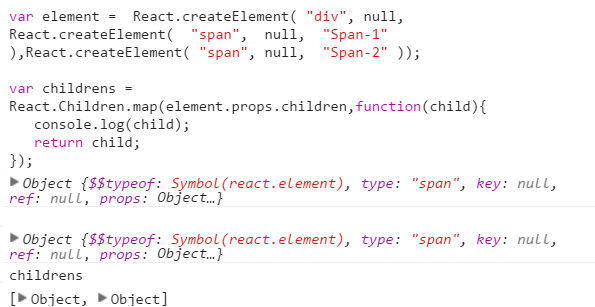 var element =  React.createElement( "div", null,
React.createElement(  "span",  null,  "Span-1"
),React.createElement( "span", null,  "Span-2" ));
var childrens =
React.Children.map(element.props.children,function(child){
   console.log(child);
   return child;
});
▶Object {$$typeof: Symbol(react.element), type: "span", key: null,
ref: null, props: Object…}
▶Object {$$typeof: Symbol(react.element), type: "span", key: null,
ref: null, props: Object…}
childrens
[▶Object, ▶Object]